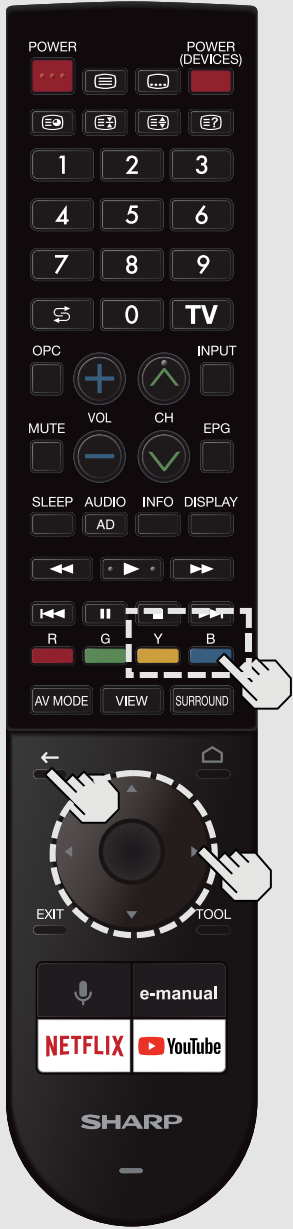 POWER
POWER
(DEVICES)
1 2 3
4 5 6
7 8 9
0 TV
OPC INPUT
VOL CH
MUTE EPG
SLEEP AUDIO INFO DISPLAY
AD
R G Y B
AV MODE VIEW SURROUND
EXIT TOOL
e-manual
NETFLIX YouTube
SHARP